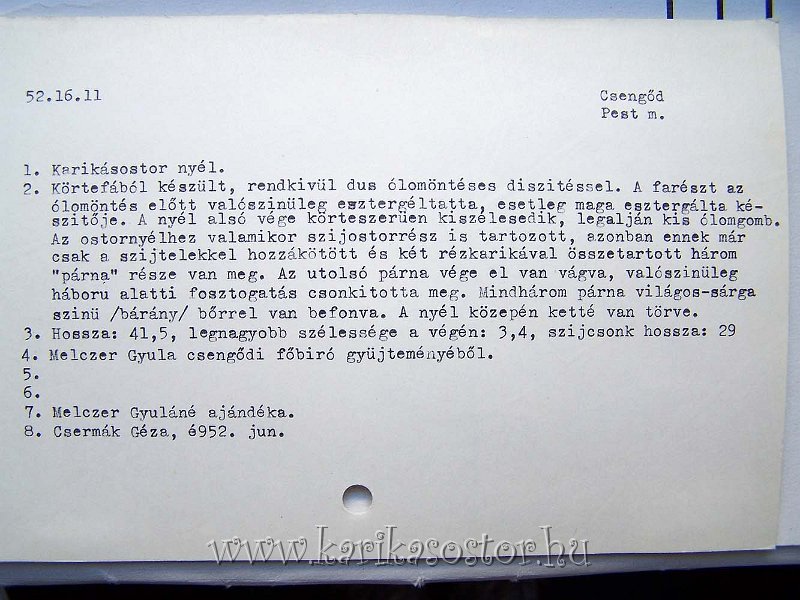 52.16.11 Csengőd
Pest m.
1. Karikásostor nyél.
2. Körtefából készült, rendkivül dus ólomöntéses diszitéssel. A farészt az
ólomöntés előtt valószinüleg esztergéltatta, esetleg maga esztergálta ké-
szitője. A nyél alsó vége körteszerüen kiszélesedik, legalján kis ólomgomb.
Az ostornyélhez valamikor szijostorrész is tartozott, azonban ennek már
csak a szijtelekkel hozzákötött és két rézkarikával összetartott három
"párna" része van meg. Az utolsó párna vége el van vágva, valószinüleg
háboru alatti fosztogatás csonkitotta meg. Mindhárom párna világos-sárga
szinü /bárány/ bőrrel van befonva. A nyél közepén ketté van törve.
3. Hossza: 41,5, legnagyobb szélessége a végén: 3,4, szijcsonk hossza: 29
4. Melczer Gyula csengődi főbiró gyüjteményéből.
5.
6.
7. Melczer Gyuláné ajándéka.
8. Csermák Géza, é952. jun.
www.karikasostor.hu